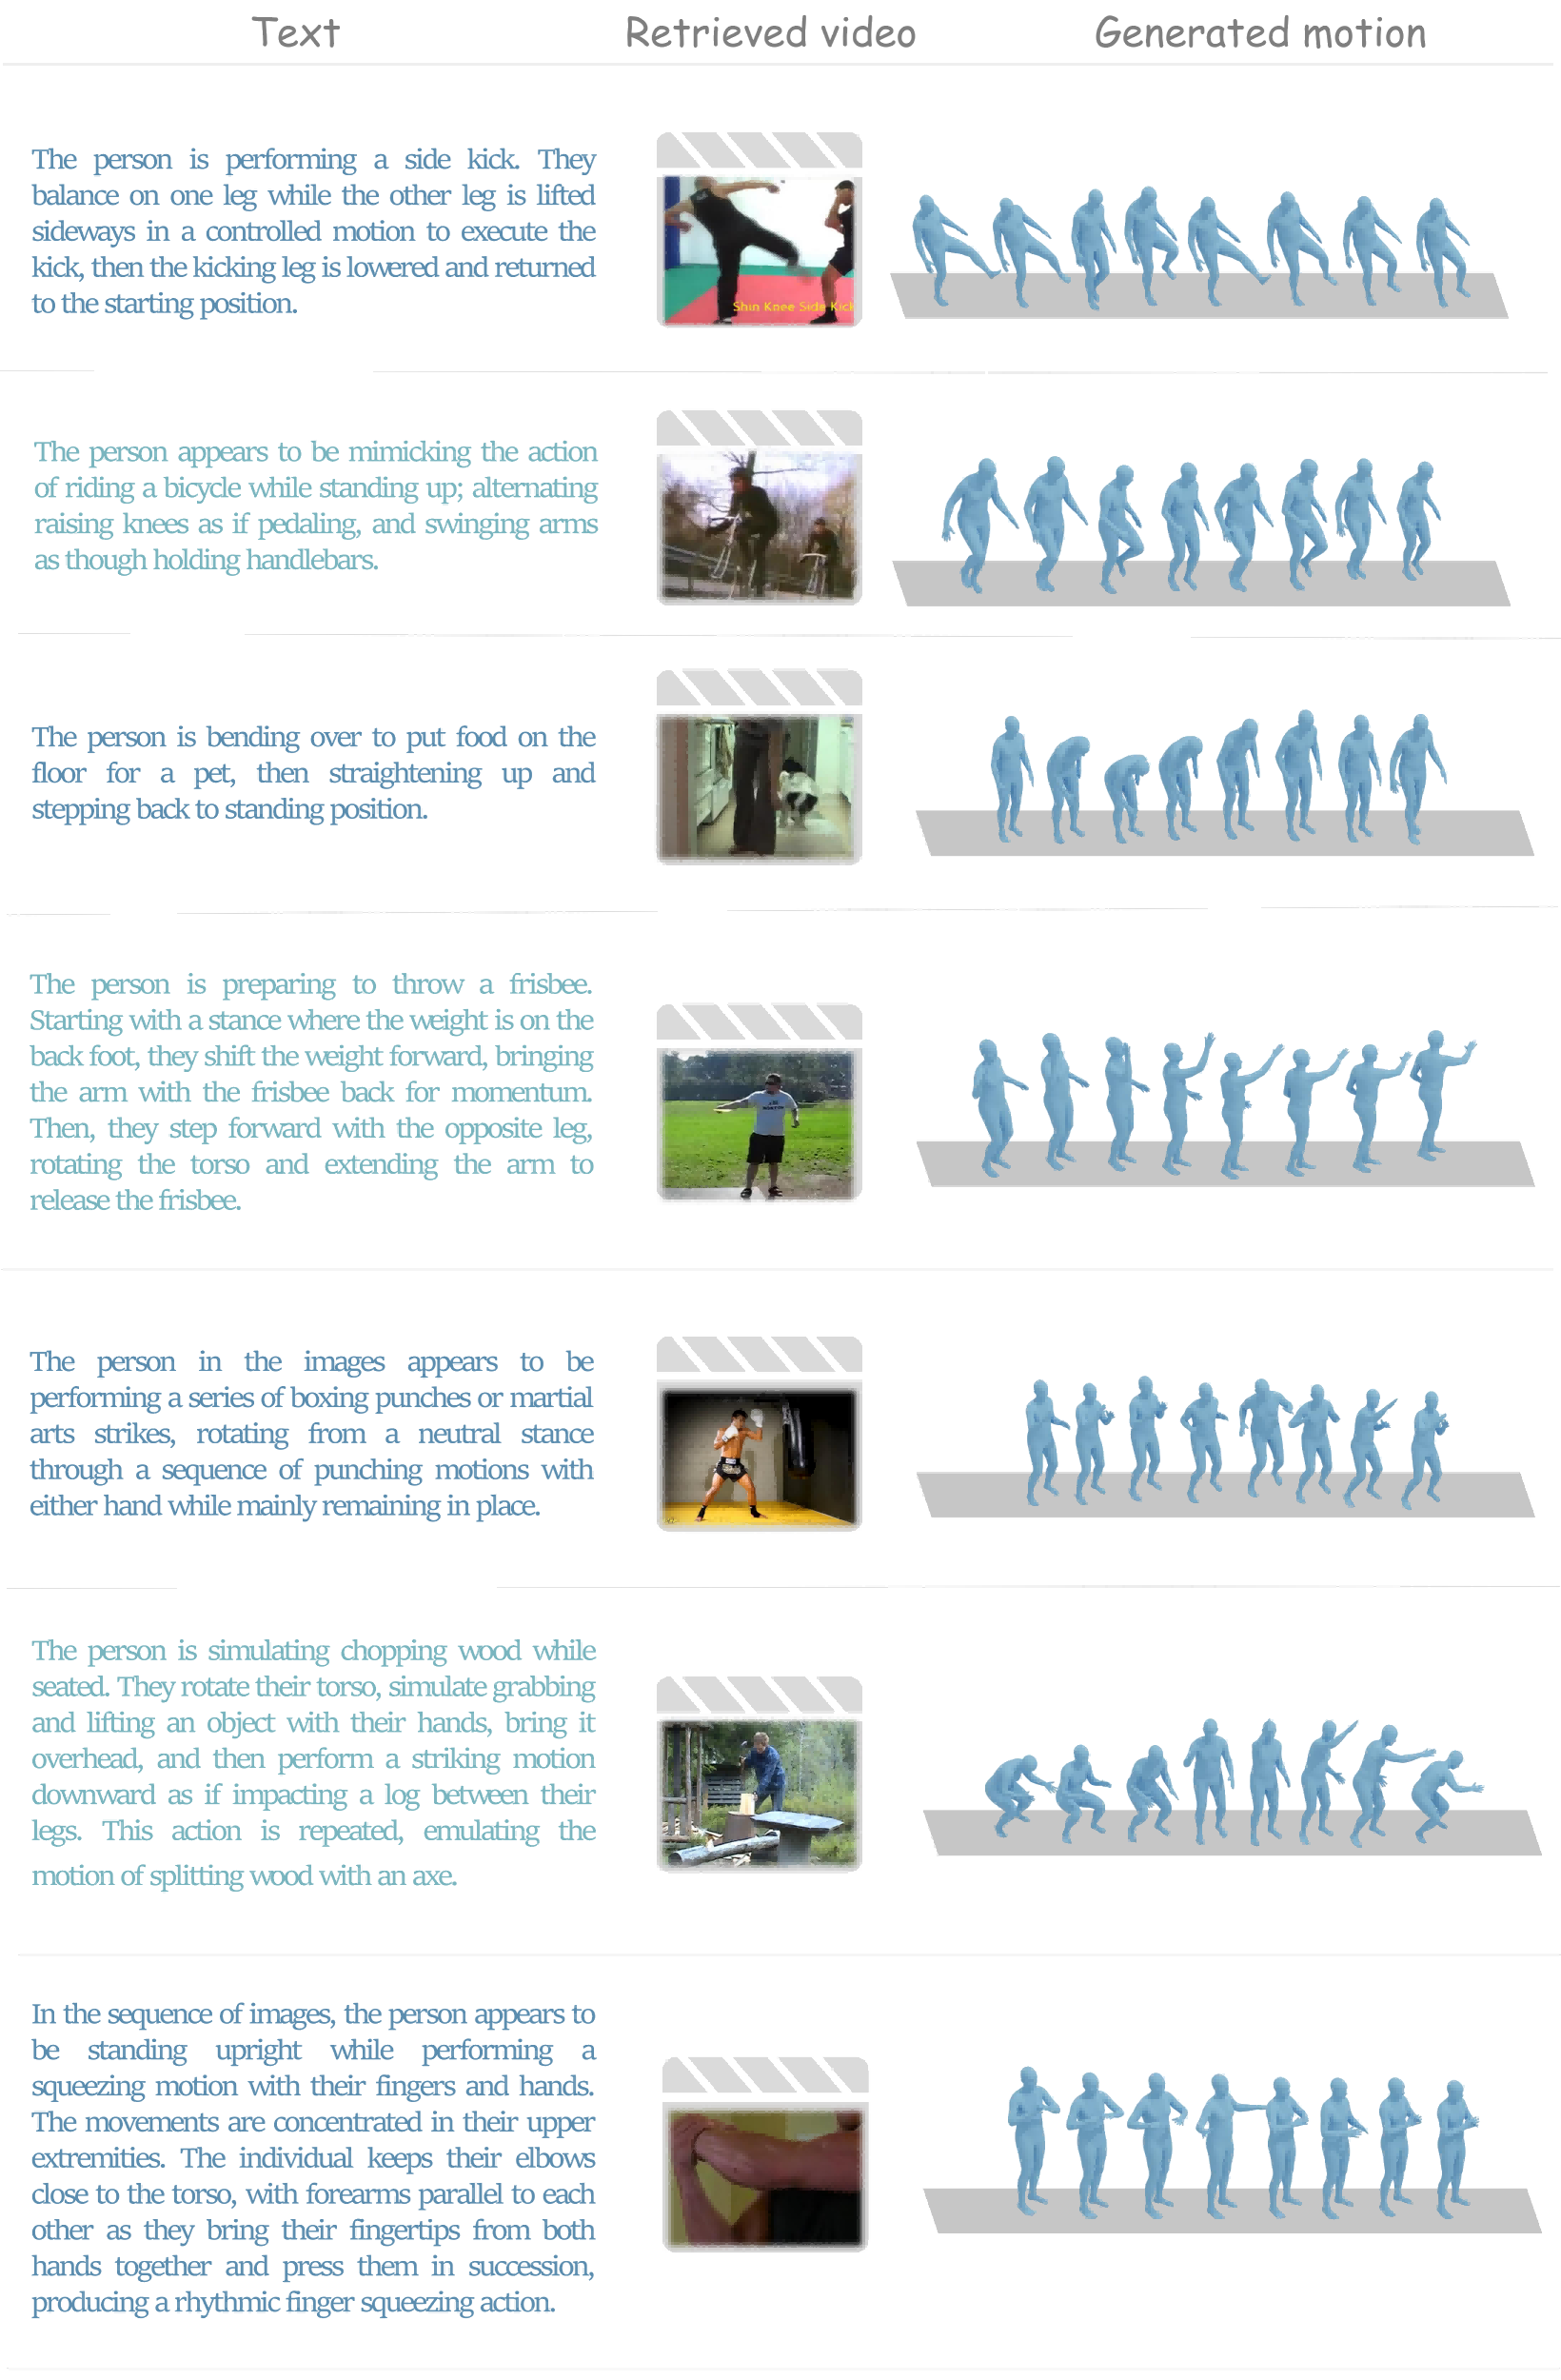 Text Retrieved video Generated motion
The person is performing a side kick. They
balance on one leg while the other leg is lifted
sideways in a controlled motion to execute the
kick, then the kicking leg is lowered and returned
to the starting position.
Shin Knee Side Kick
The person appears to be mimicking the action
of riding a bicycle while standing up; alternating
raising knees as if pedaling, and swinging arms
as though holding handlebars.
The person is bending over to put food on the
floor for a pet, then straightening up and
stepping back to standing position.
The person is preparing to throw a frisbee.
Starting with a stance where the weight is on the
back foot, they shift the weight forward, bringing
the arm with the frisbee back for momentum.
Then, they step forward with the opposite leg,
rotating the torso and extending the arm to
release the frisbee.
The person in the images appears to be
performing a series of boxing punches or martial
arts strikes, rotating from a neutral stance
through a sequence of punching motions with
either hand while mainly remaining in place.
The person is simulating chopping wood while
seated. They rotate their torso, simulate grabbing
and lifting an object with their hands, bring it
overhead, and then perform a striking motion
downward as if impacting a log between their
legs. This action is repeated, emulating the
motion of splitting wood with an axe.
In the sequence of images, the person appears to
be standing upright while performing a
squeezing motion with their fingers and hands.
The movements are concentrated in their upper
extremities. The individual keeps their elbows
close to the torso, with forearms parallel to each
other as they bring their fingertips from both
hands together and press them in succession,
producing a rhythmic finger squeezing action.